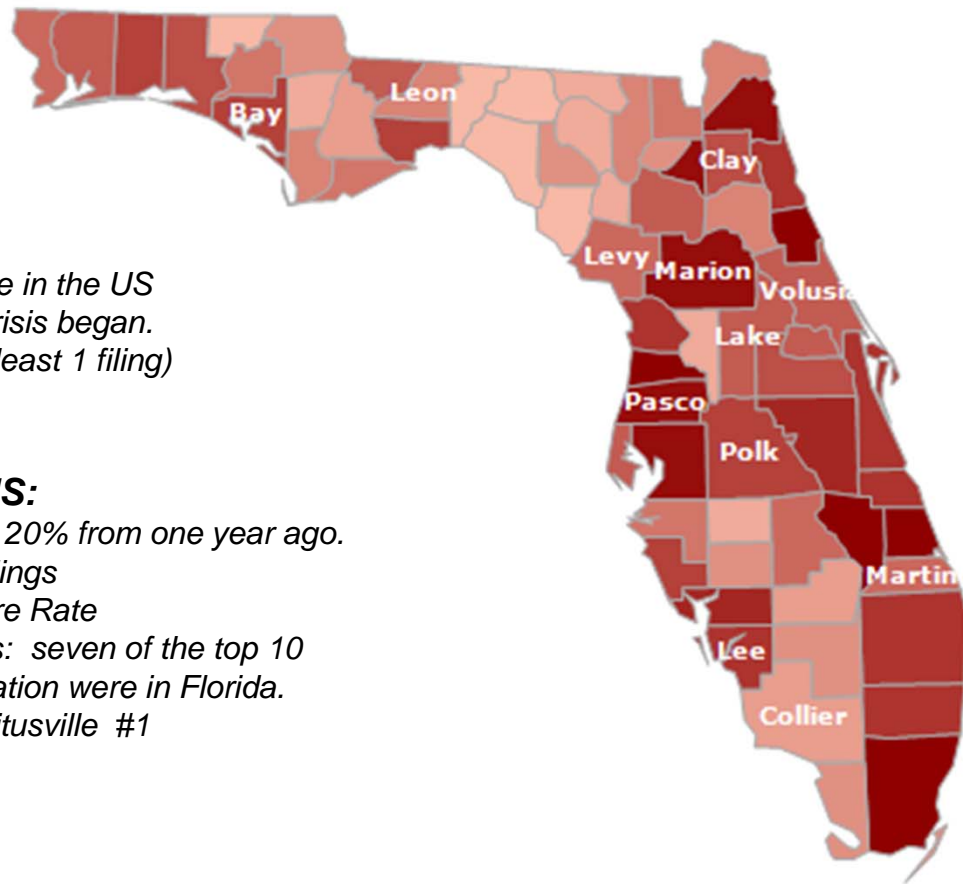 e in the US
risis began.
least 1 filing)
IS:
20% from one year ago.
ings
re Rate
s: seven of the top 10
ation were in Florida.
itusville #1
Leon
Bay
Clay
Levy
Marion
Volusi
Lake
Pasco
Polk
Martin
Lee
Collier